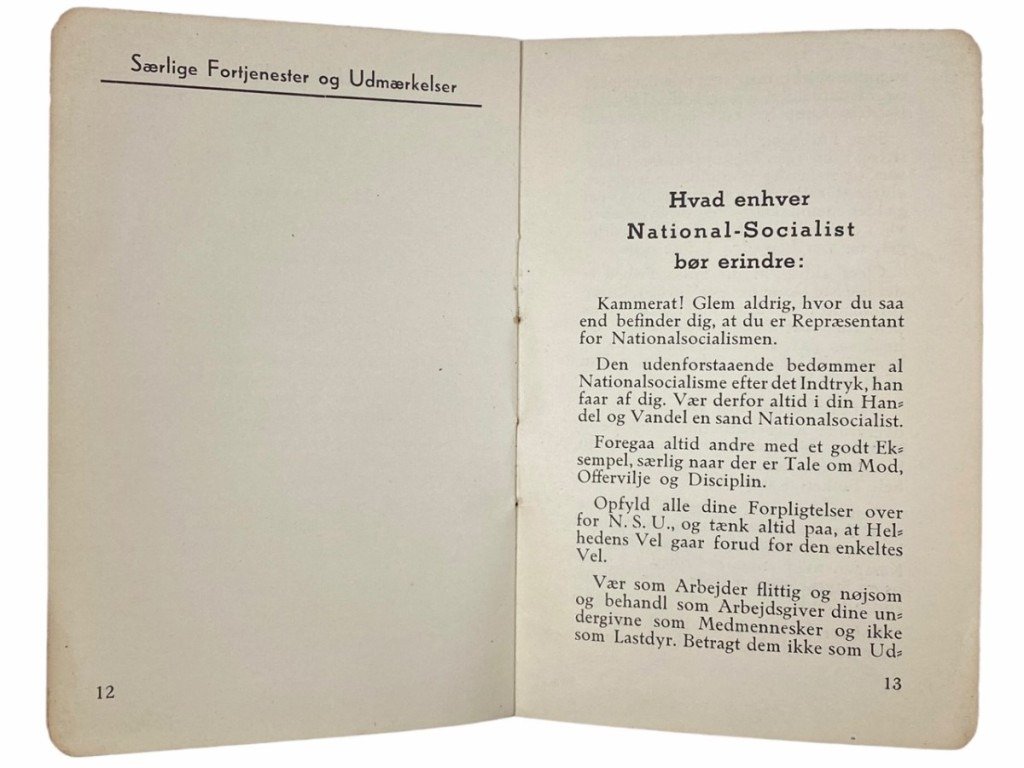 Særlige Fortjenester og Udmærkelser
12
Hvad enhver
National-Socialist
bør erindre:
Kammerat! Glem aldrig, hvor du saa
end befinder dig, at du er Repræsentant
for Nationalsocialismen.
Den udenforstaaende bedømmer al
Nationalsocialisme efter det Indtryk, han
faar af dig. Vær derfor altid i din Han-
del og Vandel en sand Nationalsocialist.
Foregaa altid andre med et godt Ek-
sempel, særlig naar der er Tale om Mod,
Offervilje og Disciplin.
Opfyld alle dine Forpligtelser over
for N. S. U., og tænk altid paa, at Hel-
hedens Vel gaar forud for den enkeltes
Vel.
Vær som Arbejder flittig og nøjsom
og behandl som Arbejdsgiver dine un-
dergivne som Medmennesker og ikke
som Lastdyr. Betragt dem ikke som Ud-
13